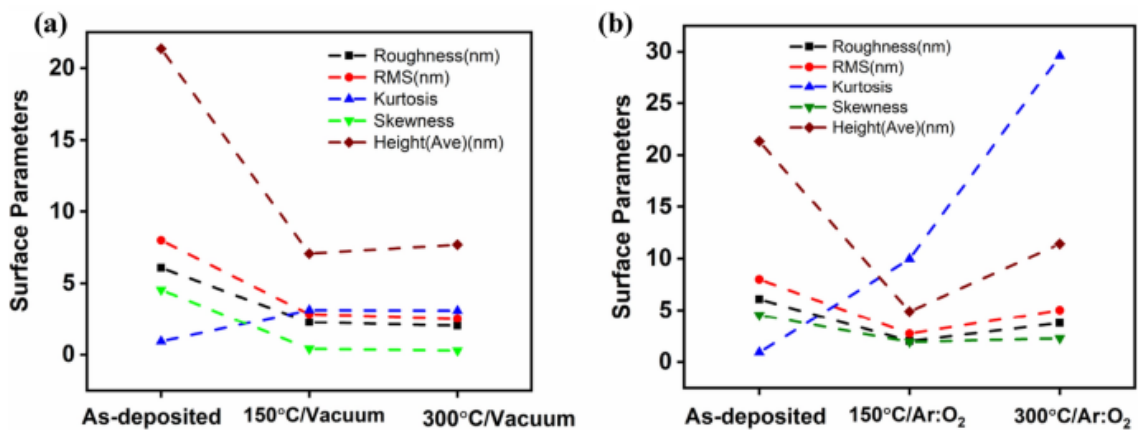 (a)
Surface Parameters
20
15
10
5
0
Roughness(nm)
RMS(nm)
Kurtosis
Skewness
Height(Ave)(nm)
As-deposited 150°C/Vacuum 300°C/Vacuum
(b)
Surface Parameters
30
25
20
15
10
5
0
Roughness(nm)
RMS(nm)
Kurtosis
Skewness
Height(Ave)(nm)
As-deposited 150°C/Ar:O₂ 300°C/Ar:O₂